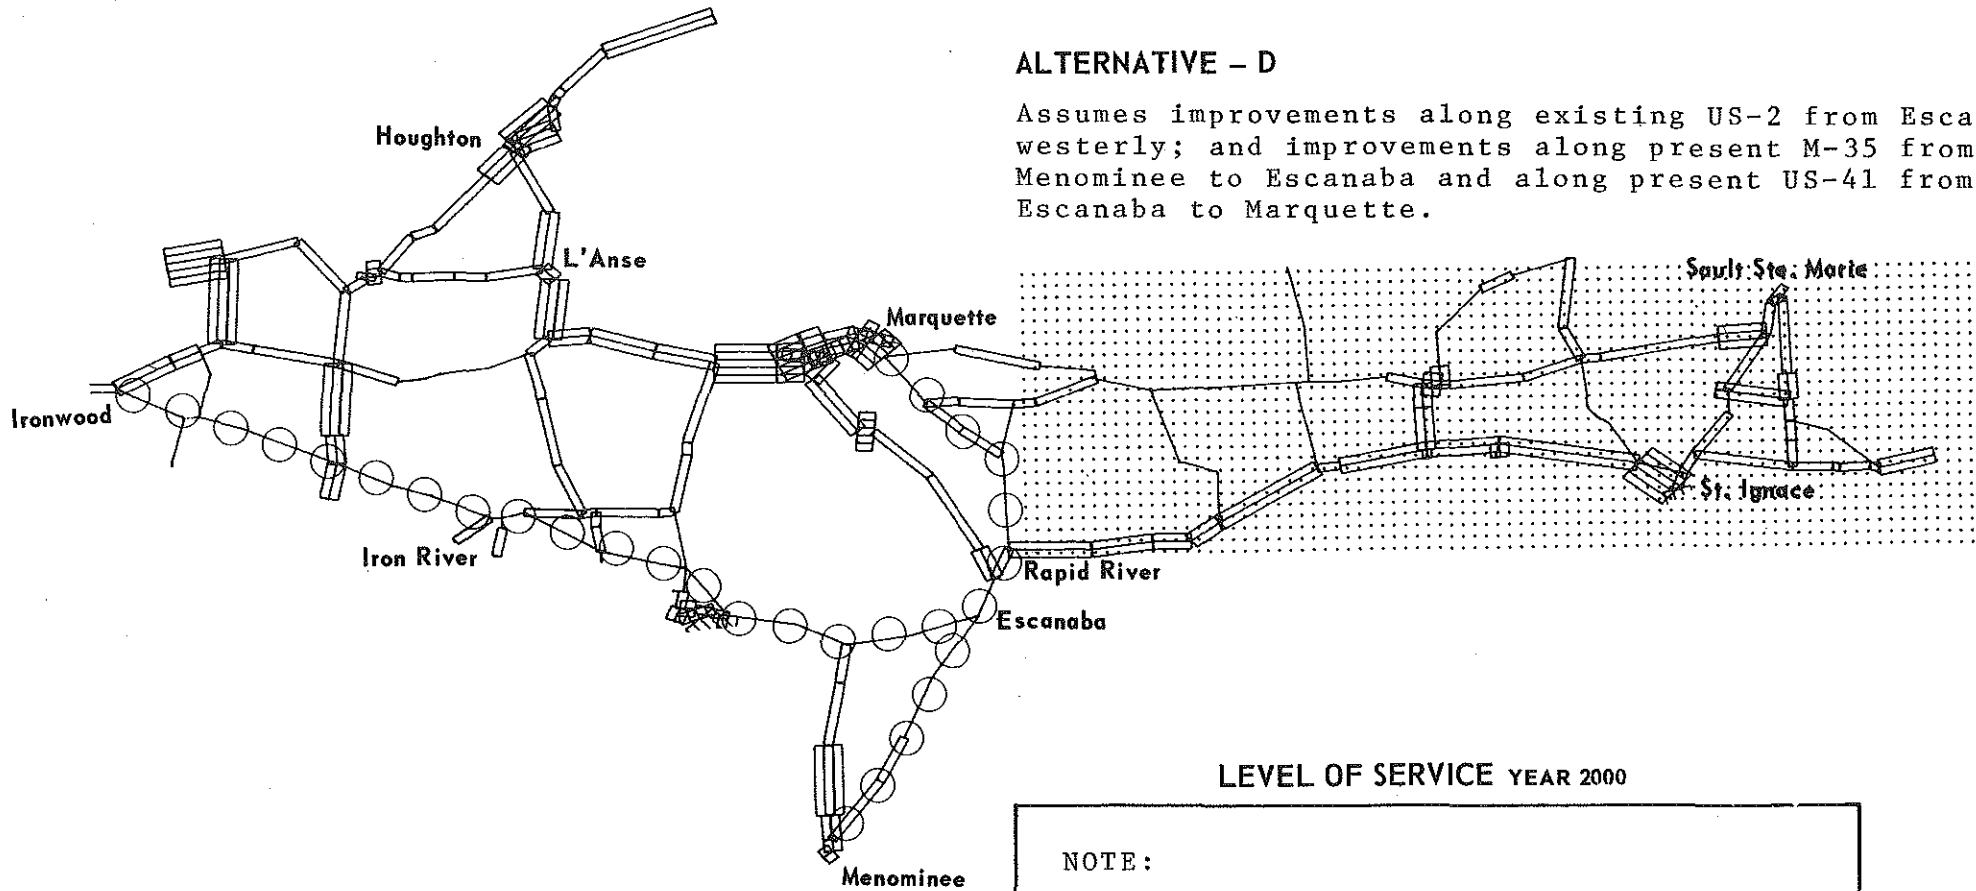 ALTERNATIVE – D
Assumes improvements along existing US-2 from Esca
westerly; and improvements along present M-35 from
Menominee to Escanaba and along present US-41 from
Escanaba to Marquette.
Houghton
L'Anse
Sault Ste. Marie
Marquette
Ironwood
St. Ignace
Iron River
Rapid River
Escanaba
LEVEL OF SERVICE YEAR 2000
NOTE:
Menominee